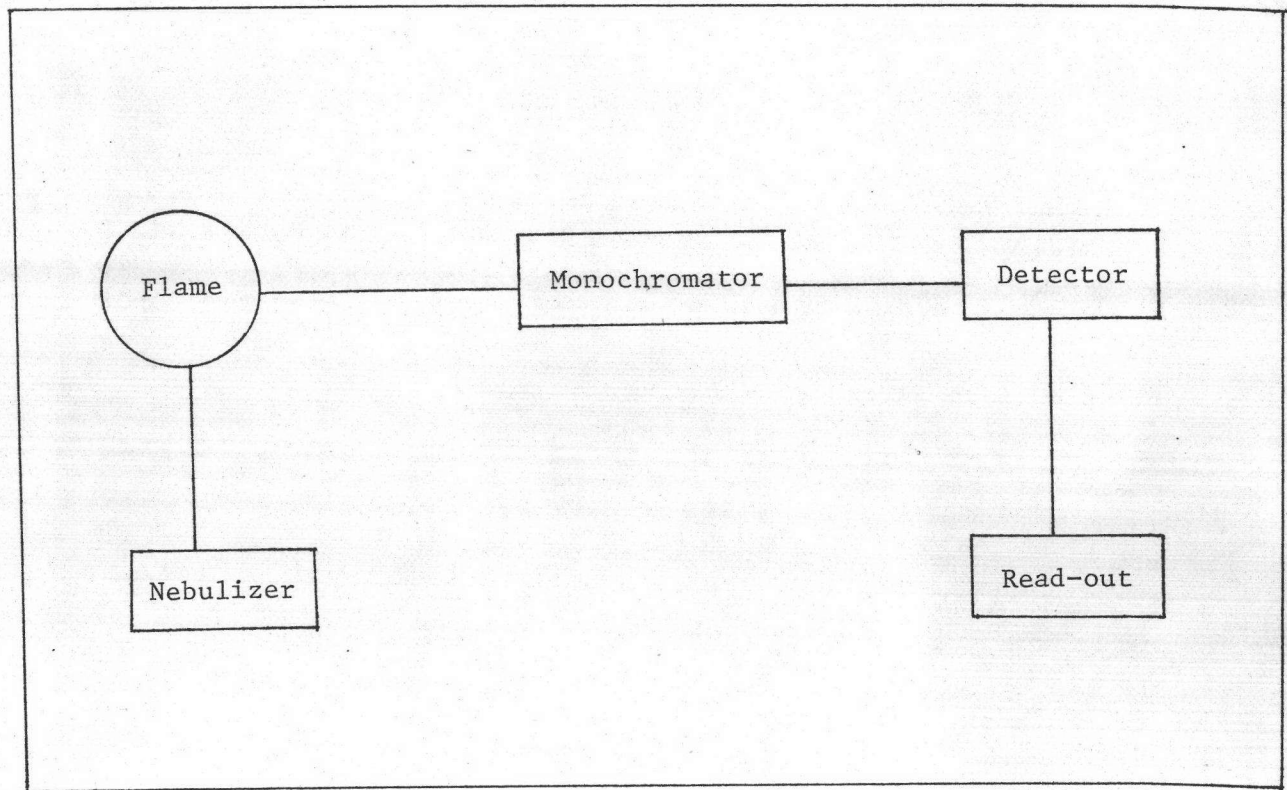 Flame
Monochromator
Detector
Nebulizer
Read-out